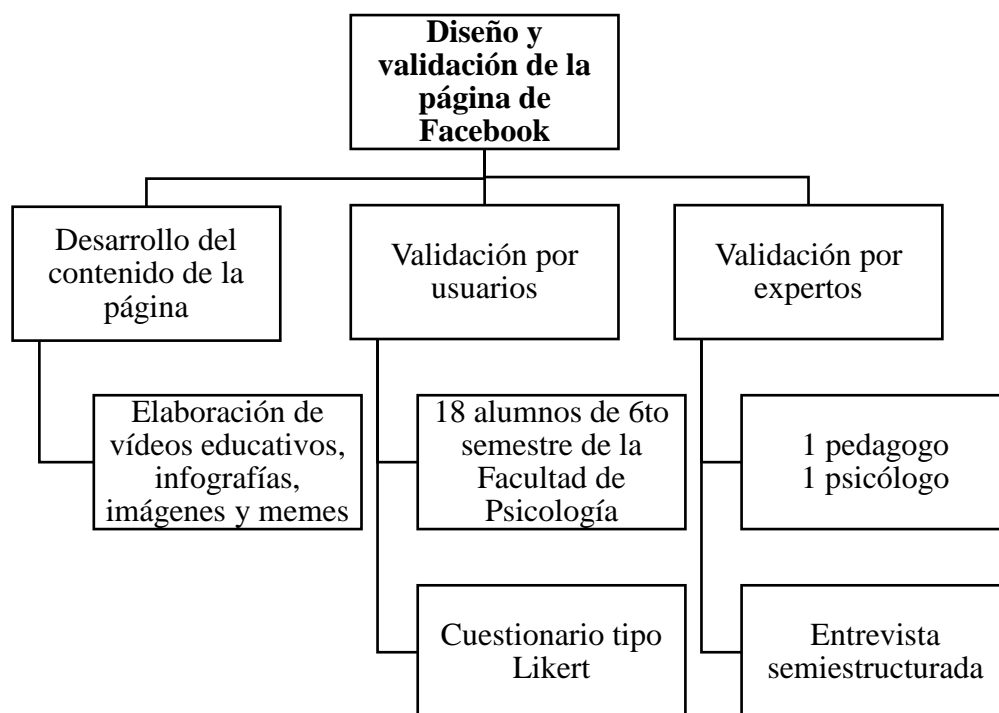 Diseño y
validación de la
página de
Facebook
Desarrollo del
contenido de la
página
Validación por
usuarios
Validación por
expertos
Elaboración de
vídeos educativos,
infografías,
imágenes y memes
18 alumnos de 6to
semestre de la
Facultad de
Psicología
1 pedagogo
1 psicólogo
Cuestionario tipo
Likert
Entrevista
semiestructurada